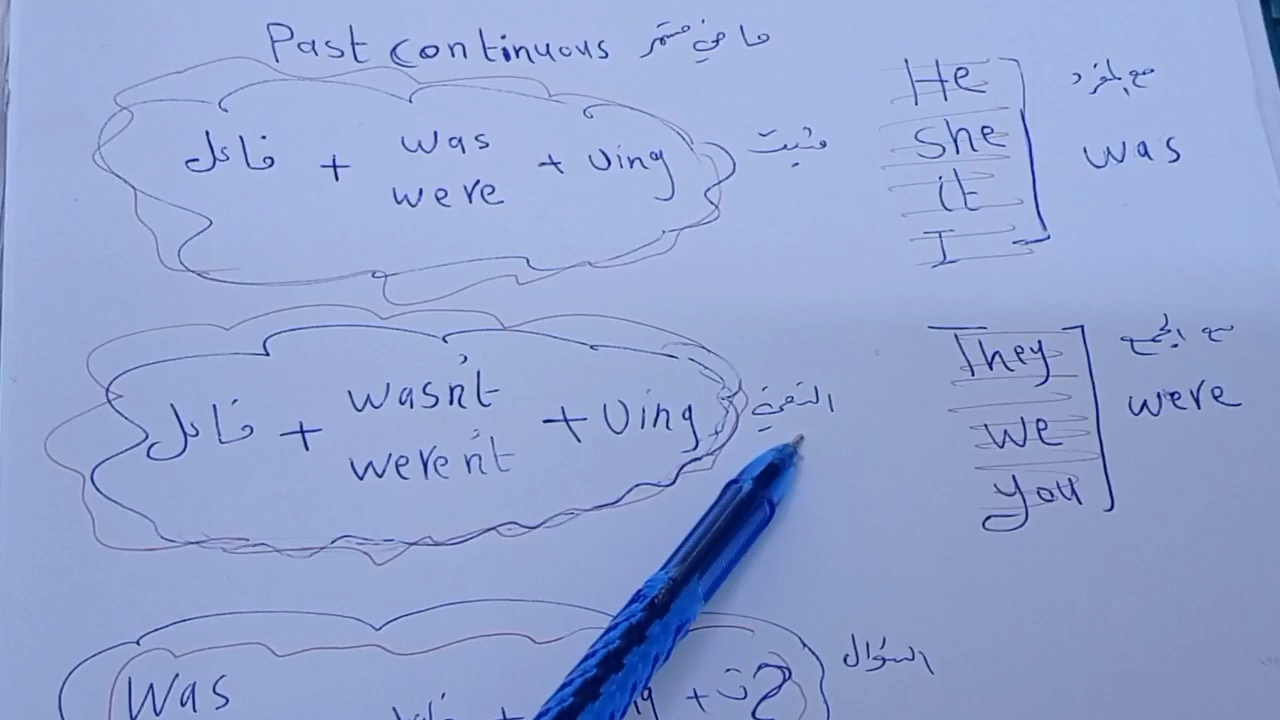 Past continuous ماضي مستمر
فاعل + was were + Ving مثبت
He
she
it
I
مع المفرد
was
فاعل + wasn't weren't + Ving النفي
They
we
you
مع الجمع
were
السؤال
Was